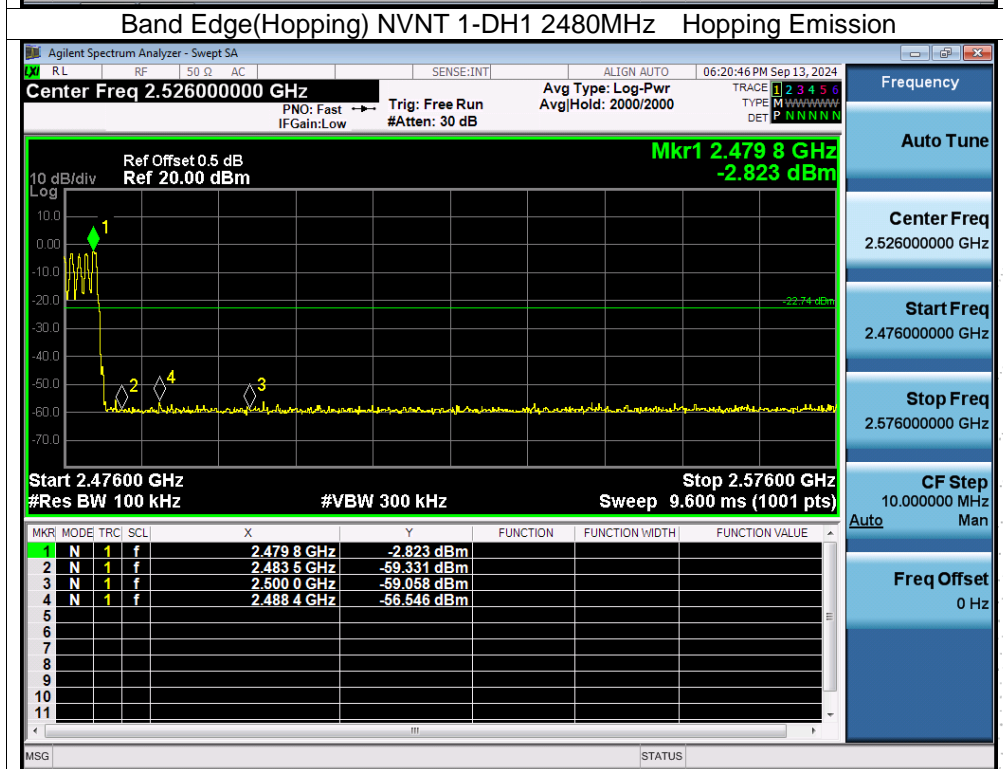 Band Edge(Hopping) NVNT 1-DH1 2480MHz Hopping Emission
Agilent Spectrum Analyzer - Swept SA
LXI RL RF 50 Ω AC SENSE:INT ALIGN AUTO 06:20:46 PM Sep 13, 2024
Center Freq 2.526000000 GHz Avg Type: Log-Pwr TRACE 1 2 3 4 5 6
PNO: Fast Trig: Free Run Avg|Hold: 2000/2000 TYPE M WWWWW
IFGain:Low #Atten: 30 dB DET P N N N N N
Frequency
Auto Tune
Center Freq
2.526000000 GHz
Start Freq
2.476000000 GHz
Stop Freq
2.576000000 GHz
CF Step
10.000000 MHz
Auto Man
Freq Offset
0 Hz
Mkr1 2.479 8 GHz
-2.823 dBm
Ref Offset 0.5 dB
10 dB/div Ref 20.00 dBm
Log
10.0
0.00
-10.0
-20.0
-30.0
-40.0
-50.0
-60.0
-70.0
1
2
4
3
-22.74 dBm
Start 2.47600 GHz Stop 2.57600 GHz
#Res BW 100 kHz #VBW 300 kHz Sweep 9.600 ms (1001 pts)
MKR MODE TRC SCL X Y FUNCTION FUNCTION WIDTH FUNCTION VALUE
1 N 1 f 2.479 8 GHz -2.823 dBm
2 N 1 f 2.483 5 GHz -59.331 dBm
3 N 1 f 2.500 0 GHz -59.058 dBm
4 N 1 f 2.488 4 GHz -56.546 dBm
5
6
7
8
9
10
11
MSG STATUS